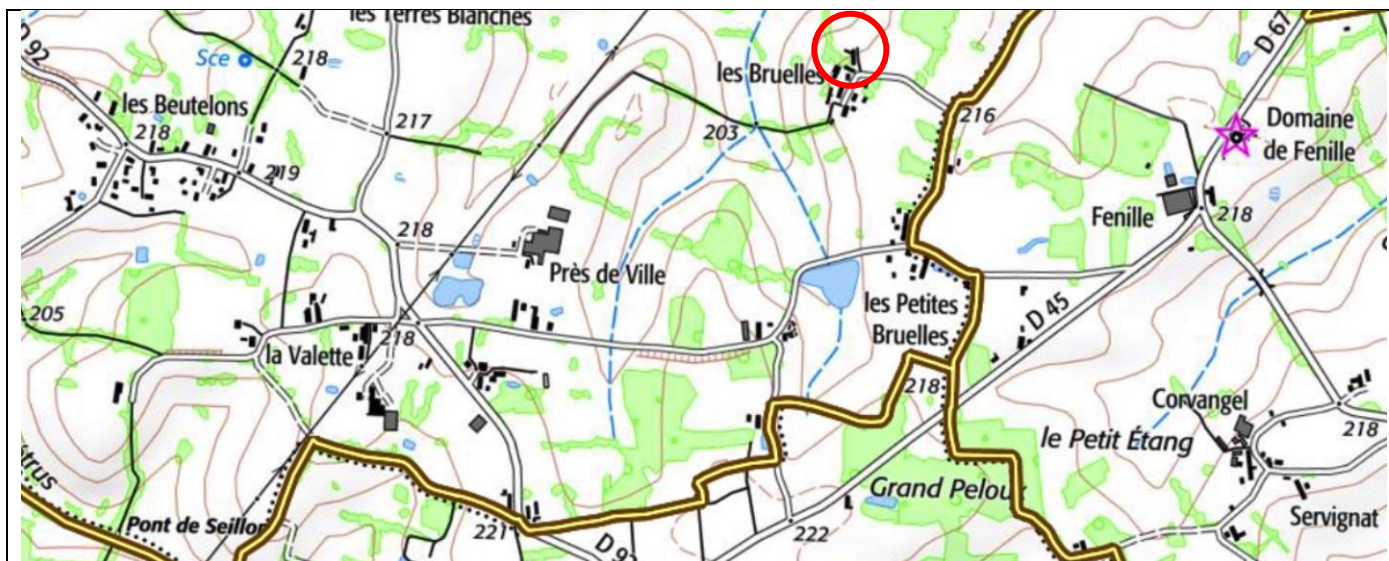 les Terres Blanches
D 92
Sce
218
les Bruelles
D 67
les Beutelons
218
217
203
216
Domaine
de Fenille
219
218
Fenille
218
Près de Ville
205
les Petites
Bruelles
D 45
la Valette
218
218
Corvangel
le Petit Étang
218
Grand Pelou
Pont de Seillon
221
222
Servignat